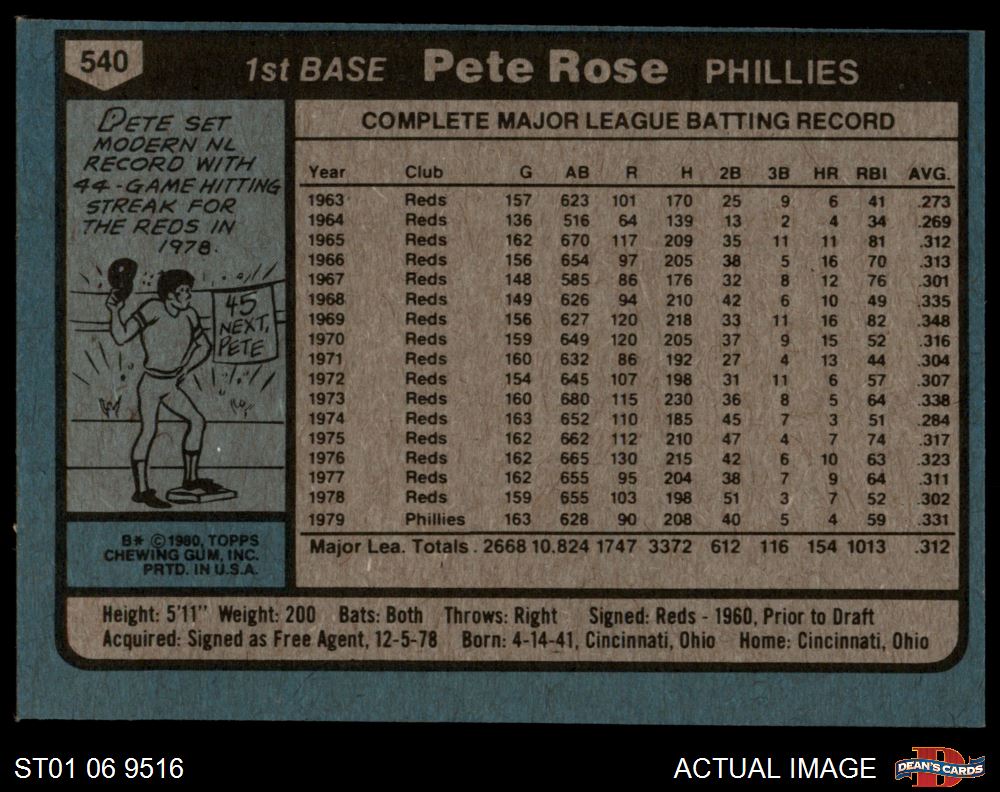 540
1st BASE Pete Rose PHILLIES
PETE SET
MODERN NL
RECORD WITH
44-GAME HITTING
STREAK FOR
THE REDS IN
1978.
45
NEXT,
PETE
B* ©1980, TOPPS
CHEWING GUM, INC.
PRTD. IN U.S.A.
COMPLETE MAJOR LEAGUE BATTING RECORD
Year Club G AB R H 2B 3B HR RBI AVG.
1963 Reds 157 623 101 170 25 9 6 41 .273
1964 Reds 136 516 64 139 13 2 4 34 .269
1965 Reds 162 670 117 209 35 11 11 81 .312
1966 Reds 156 654 97 205 38 5 16 70 .313
1967 Reds 148 585 86 176 32 8 12 76 .301
1968 Reds 149 626 94 210 42 6 10 49 .335
1969 Reds 156 627 120 218 33 11 16 82 .348
1970 Reds 159 649 120 205 37 9 15 52 .316
1971 Reds 160 632 86 192 27 4 13 44 .304
1972 Reds 154 645 107 198 31 11 6 57 .307
1973 Reds 160 680 115 230 36 8 5 64 .338
1974 Reds 163 652 110 185 45 7 3 51 .284
1975 Reds 162 662 112 210 47 4 7 74 .317
1976 Reds 162 665 130 215 42 6 10 63 .323
1977 Reds 162 655 95 204 38 7 9 64 .311
1978 Reds 159 655 103 198 51 3 7 52 .302
1979 Phillies 163 628 90 208 40 5 4 59 .331
Major Lea. Totals . 2668 10.824 1747 3372 612 116 154 1013 .312
Height: 5'11" Weight: 200 Bats: Both Throws: Right Signed: Reds - 1960, Prior to Draft
Acquired: Signed as Free Agent, 12-5-78 Born: 4-14-41, Cincinnati, Ohio Home: Cincinnati, Ohio
ST01 06 9516
ACTUAL IMAGE
D
DEAN'S CARDS